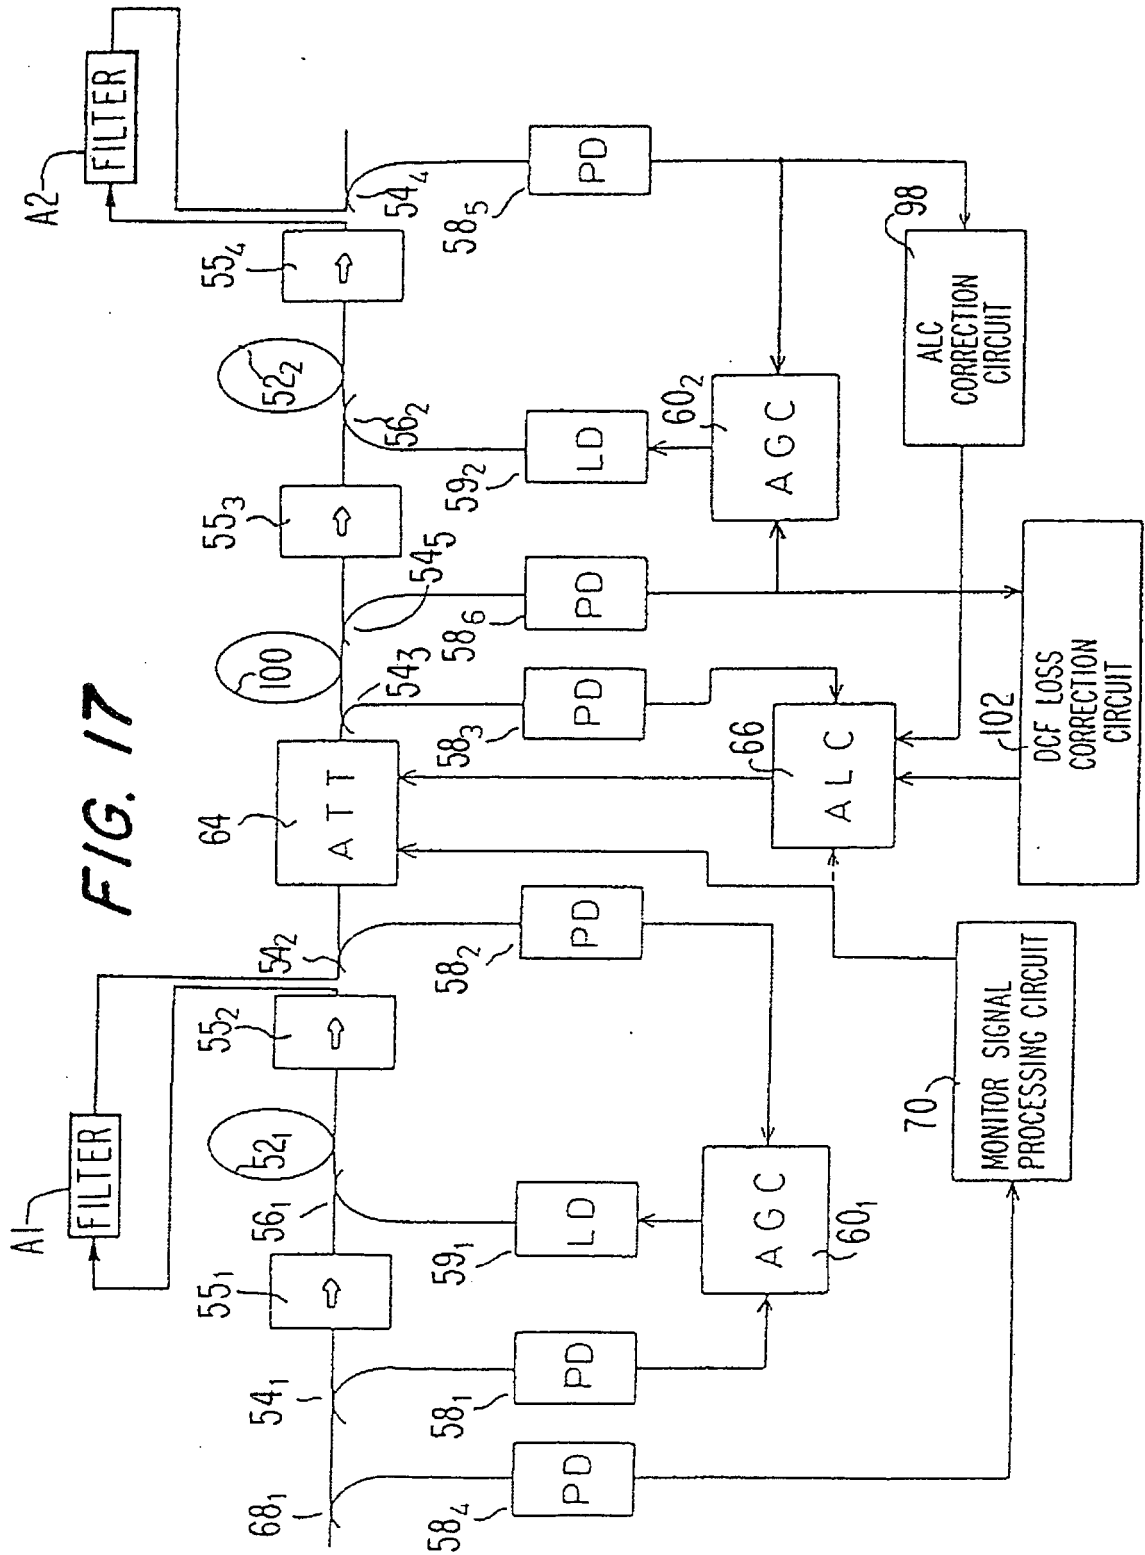 FIG. 17
A1
FILTER
A2
FILTER
68₁
54₁
55₁
56₁
52₁
55₂
54₂
64
ATT
54₃
100
54₅
55₃
56₂
52₂
55₄
54₄
58₄
PD
58₁
PD
59₁
LD
58₂
PD
58₃
PD
58₆
PD
59₂
LD
58₅
PD
AGC
60₁
66
ALC
60₂
AGC
70
MONITOR SIGNAL
PROCESSING CIRCUIT
102
DCF LOSS
CORRECTION
CIRCUIT
98
ALC
CORRECTION
CIRCUIT